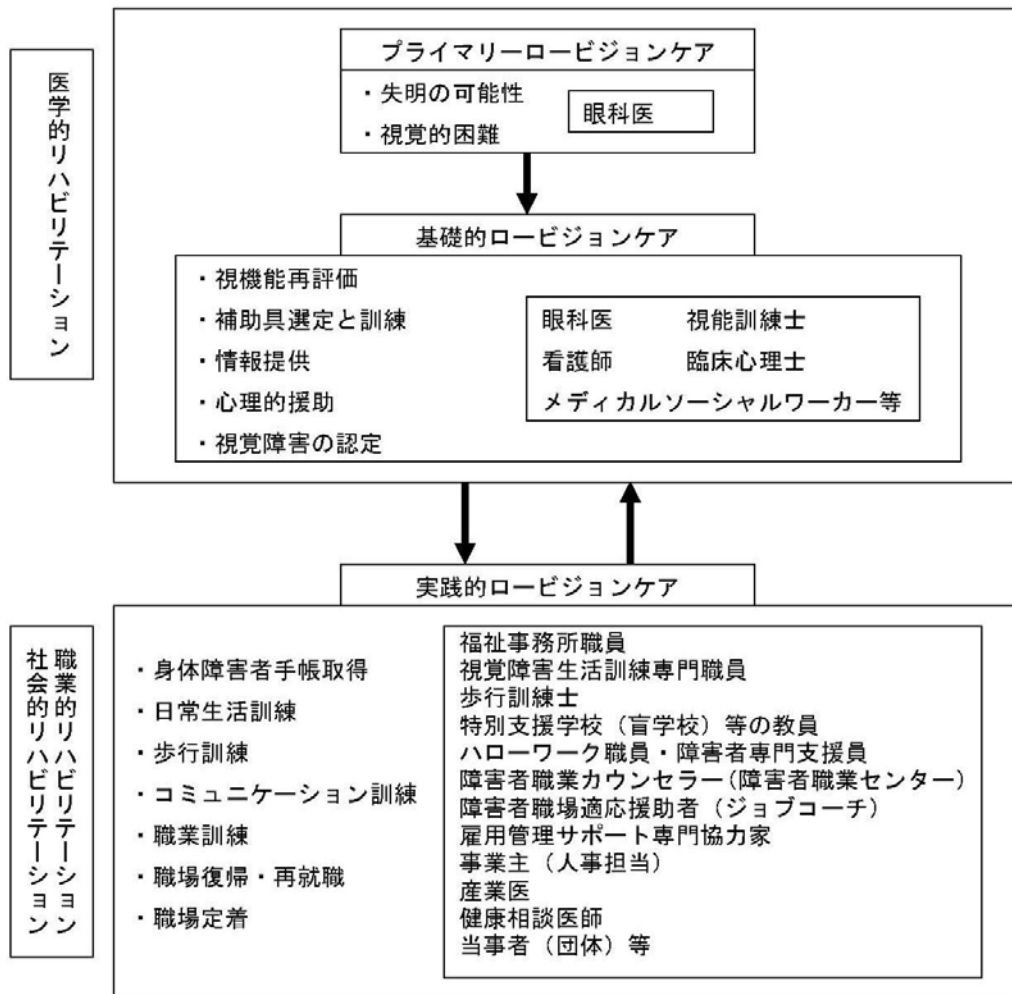 医学的リハビリテーション
プライマリーロービジョンケア
・失明の可能性
・視覚的困難
眼科医
基礎的ロービジョンケア
・視機能再評価
・補助具選定と訓練
・情報提供
・心理的援助
・視覚障害の認定
眼科医 視能訓練士
看護師 臨床心理士
メディカルソーシャルワーカー等
実践的ロービジョンケア
職業的リハビリテーション
社会的リハビリテーション
・身体障害者手帳取得
・日常生活訓練
・歩行訓練
・コミュニケーション訓練
・職業訓練
・職場復帰・再就職
・職場定着
福祉事務所職員
視覚障害生活訓練専門職員
歩行訓練士
特別支援学校（盲学校）等の教員
ハローワーク職員・障害者専門支援員
障害者職業カウンセラー（障害者職業センター）
障害者職場適応援助者（ジョブコーチ）
雇用管理サポート専門協力家
事業主（人事担当）
産業医
健康相談医師
当事者（団体）等